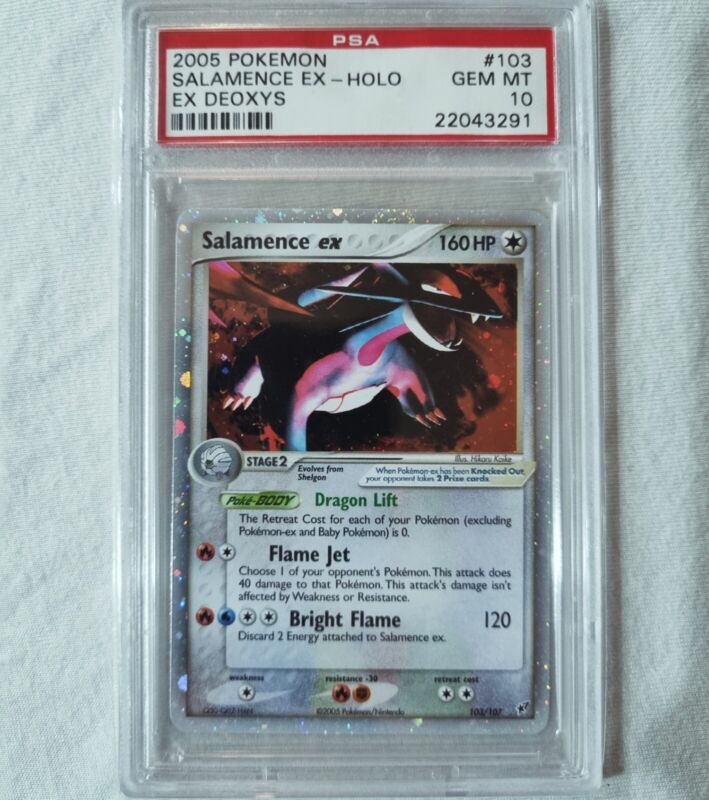 PSA
2005 POKEMON #103
SALAMENCE EX - HOLO GEM MT
EX DEOXYS 10
22043291
Salamence ex 160 HP
Illus. Hikaru Koike
STAGE 2
Evolves from
Shelgon
When Pokémon-ex has been Knocked Out,
your opponent takes 2 Prize cards.
Poké-BODY Dragon Lift
The Retreat Cost for each of your Pokémon (excluding
Pokémon-ex and Baby Pokémon) is 0.
Flame Jet
Choose 1 of your opponent's Pokémon. This attack does
40 damage to that Pokémon. This attack's damage isn't
affected by Weakness or Resistance.
Bright Flame 120
Discard 2 Energy attached to Salamence ex.
weakness resistance -30 retreat cost
©2005 Pokémon/Nintendo 103/107